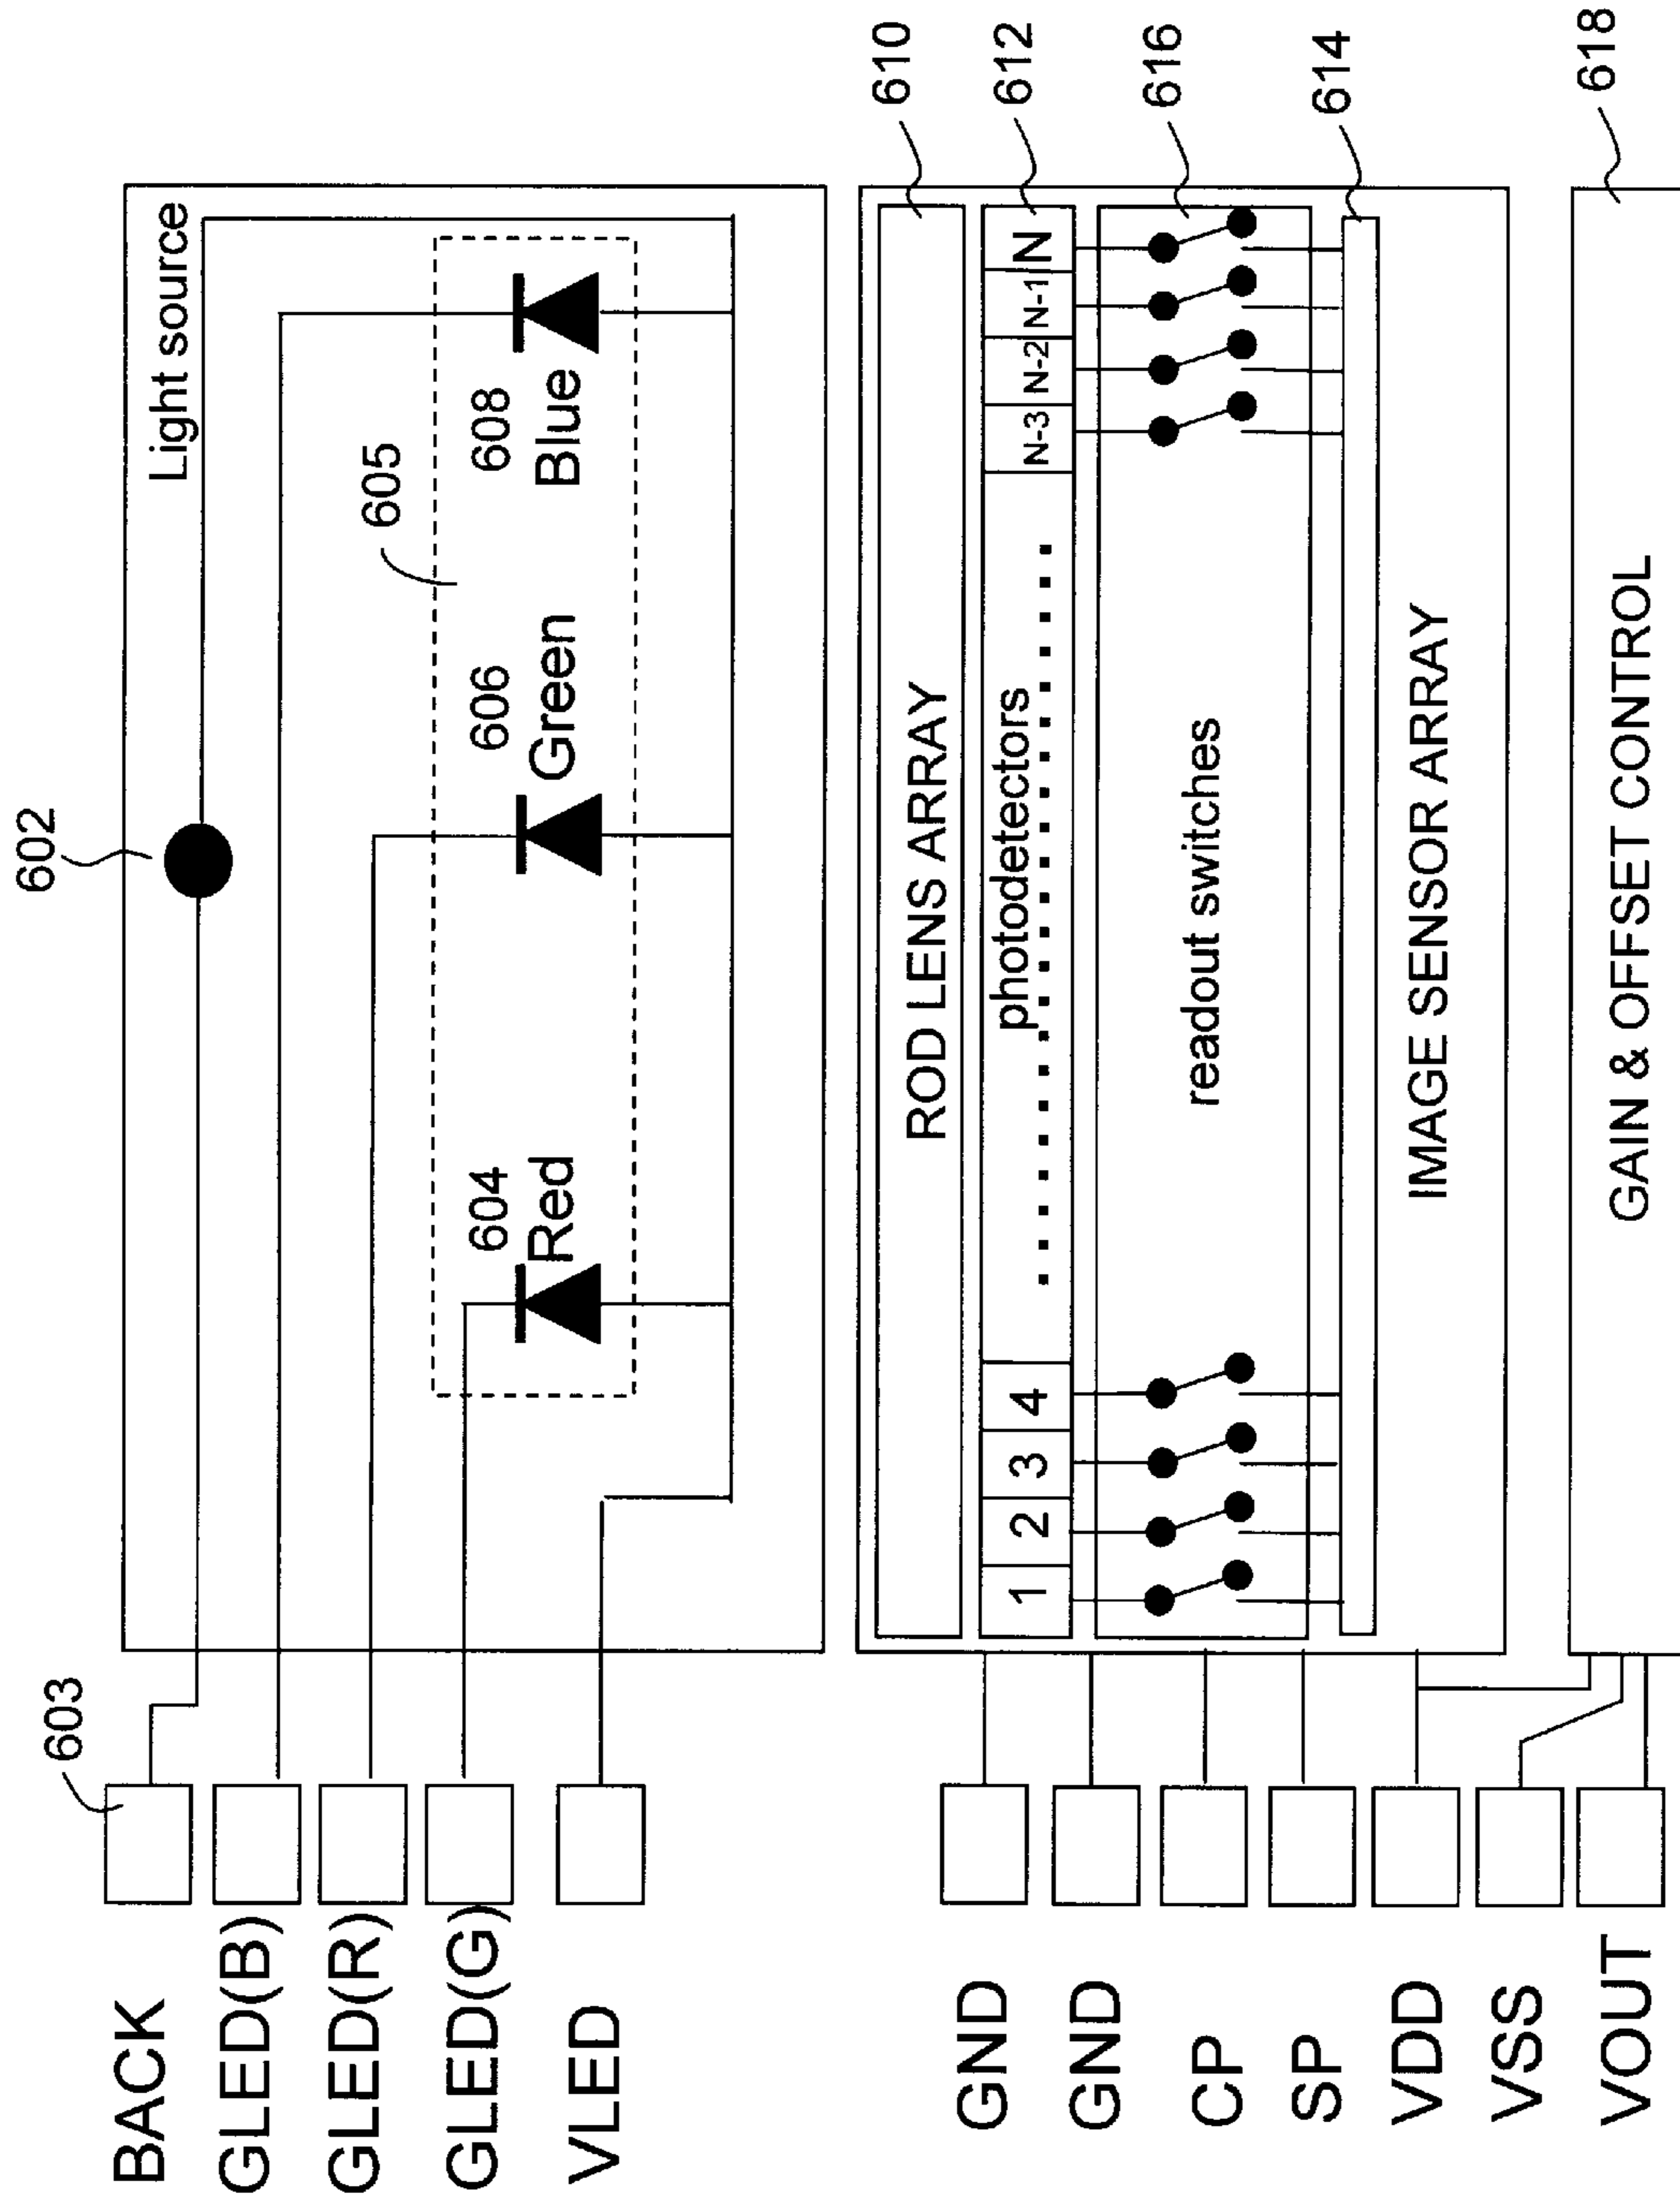 602
603
BACK
Light source
GLED(B)
GLED(R)
605
GLED(G)
604
606
608
Red
Green
Blue
VLED
610
ROD LENS ARRAY
612
GND
photodetectors
1
2
3
4
N-3
N-2
N-1
N
GND
616
readout switches
CP
SP
614
VDD
IMAGE SENSOR ARRAY
VSS
618
VOUT
GAIN & OFFSET CONTROL